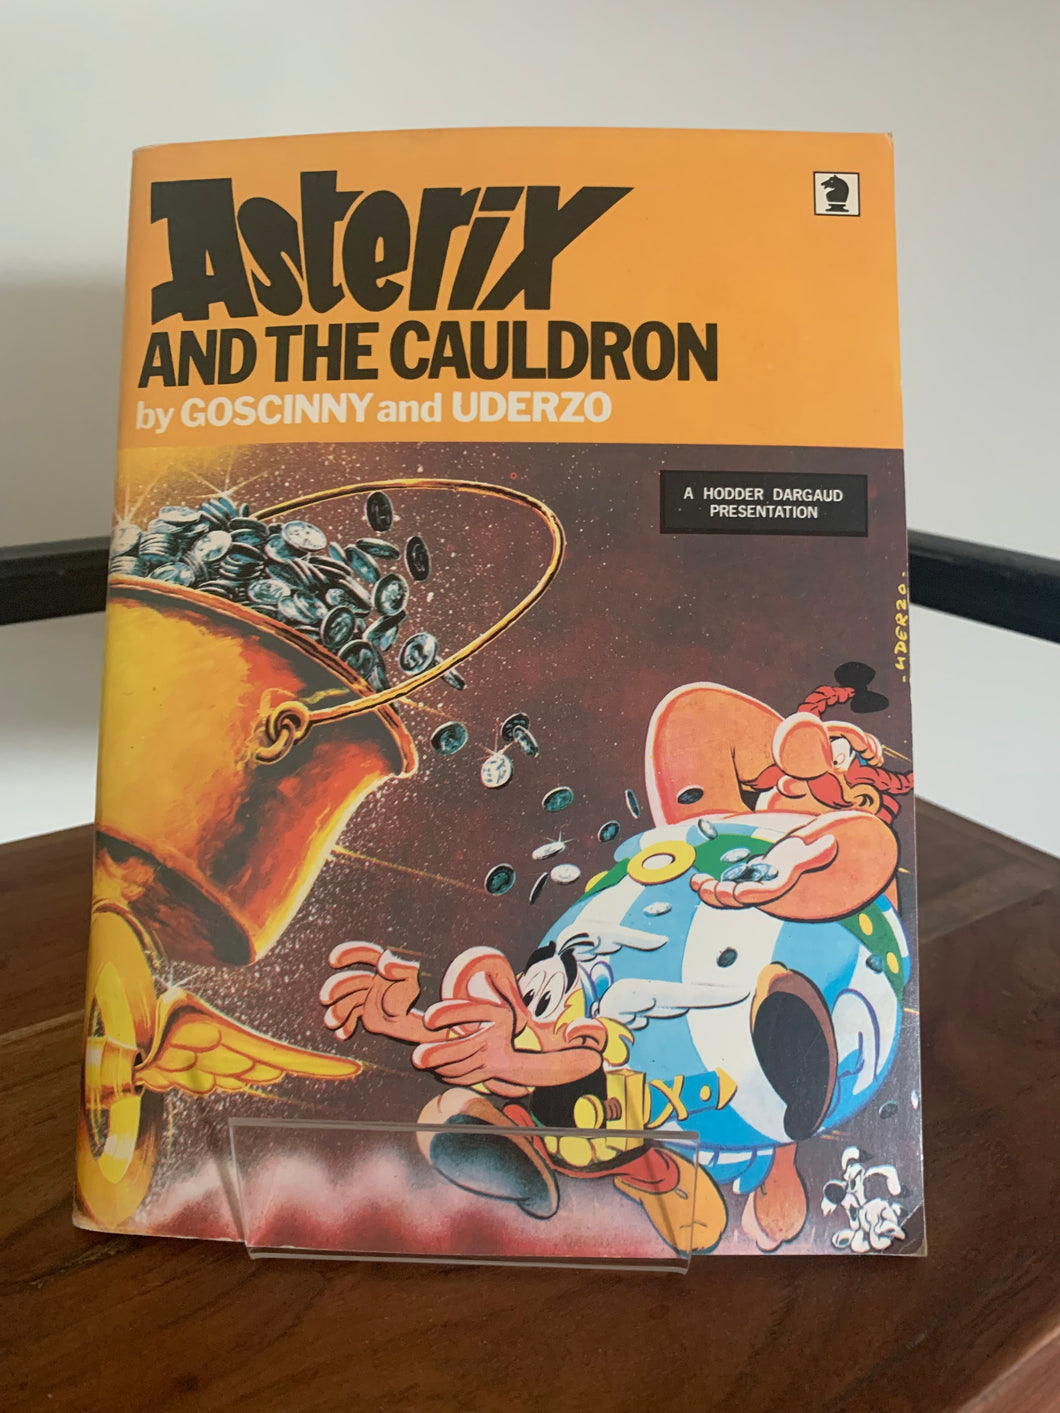 Asterix
AND THE CAULDRON
by GOSCINNY and UDERZO
A HODDER DARGAUD
PRESENTATION
-UDERZO-